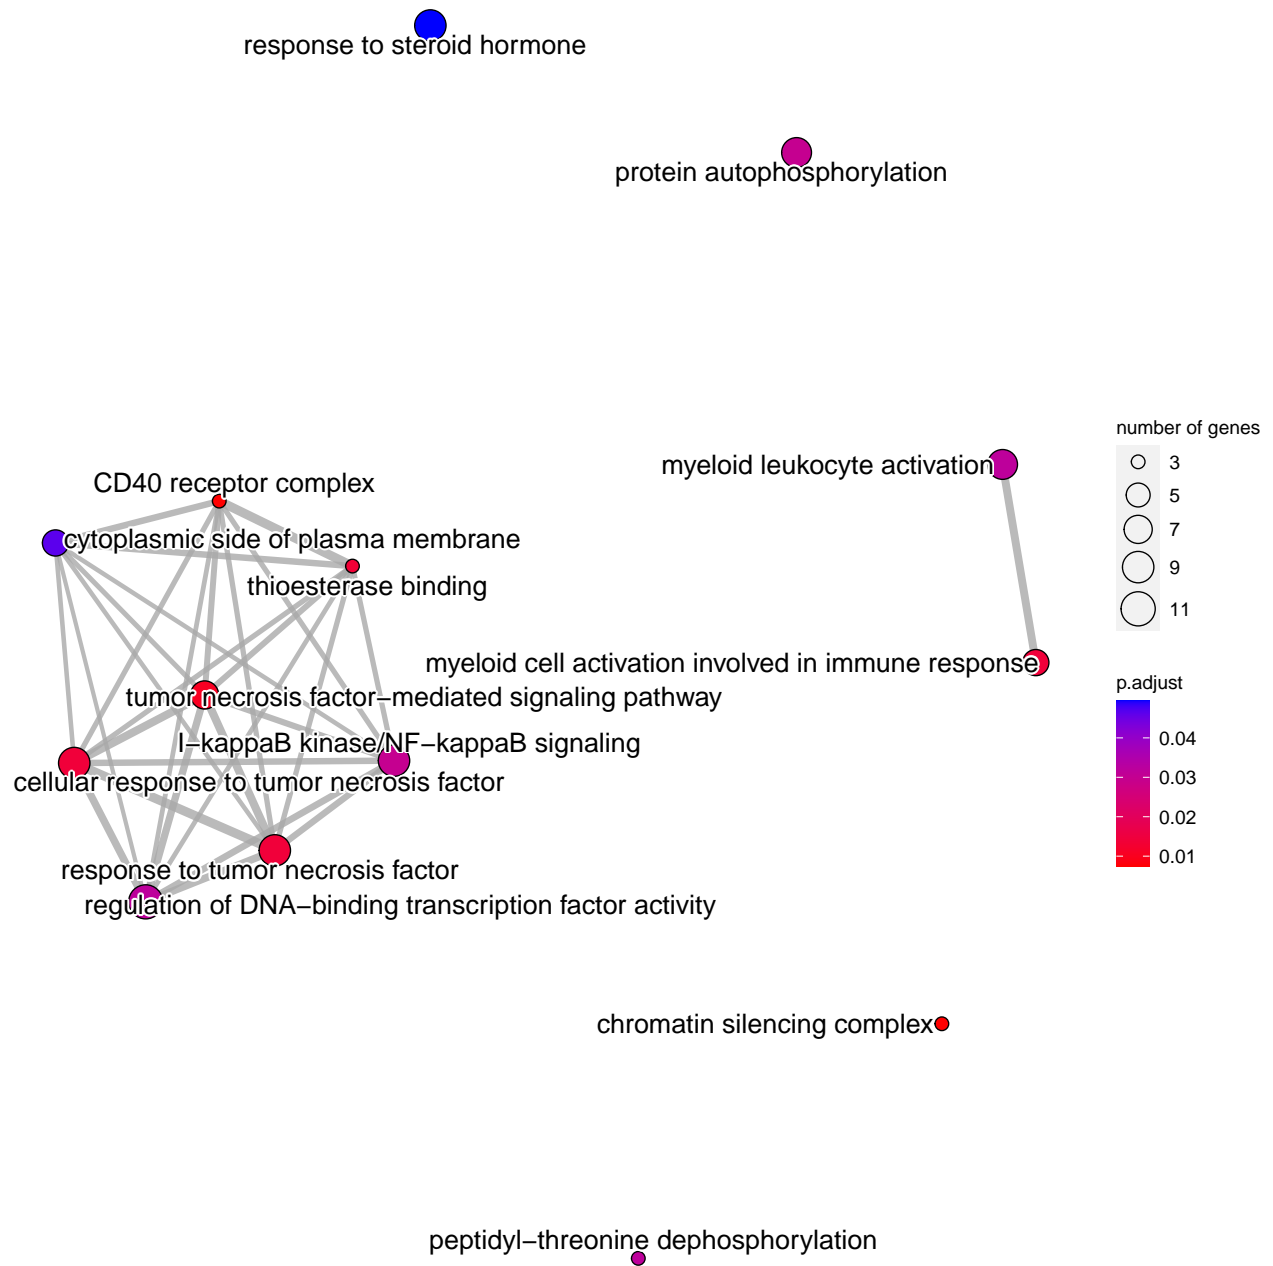 response to steroid hormone
protein autophosphorylation
number of genes
3
5
7
9
11
myeloid leukocyte activation
CD40 receptor complex
cytoplasmic side of plasma membrane
thioesterase binding
myeloid cell activation involved in immune response
p.adjust
0.04
0.03
0.02
0.01
tumor necrosis factor−mediated signaling pathway
I−kappaB kinase/NF−kappaB signaling
cellular response to tumor necrosis factor
response to tumor necrosis factor
regulation of DNA−binding transcription factor activity
chromatin silencing complex
peptidyl−threonine dephosphorylation